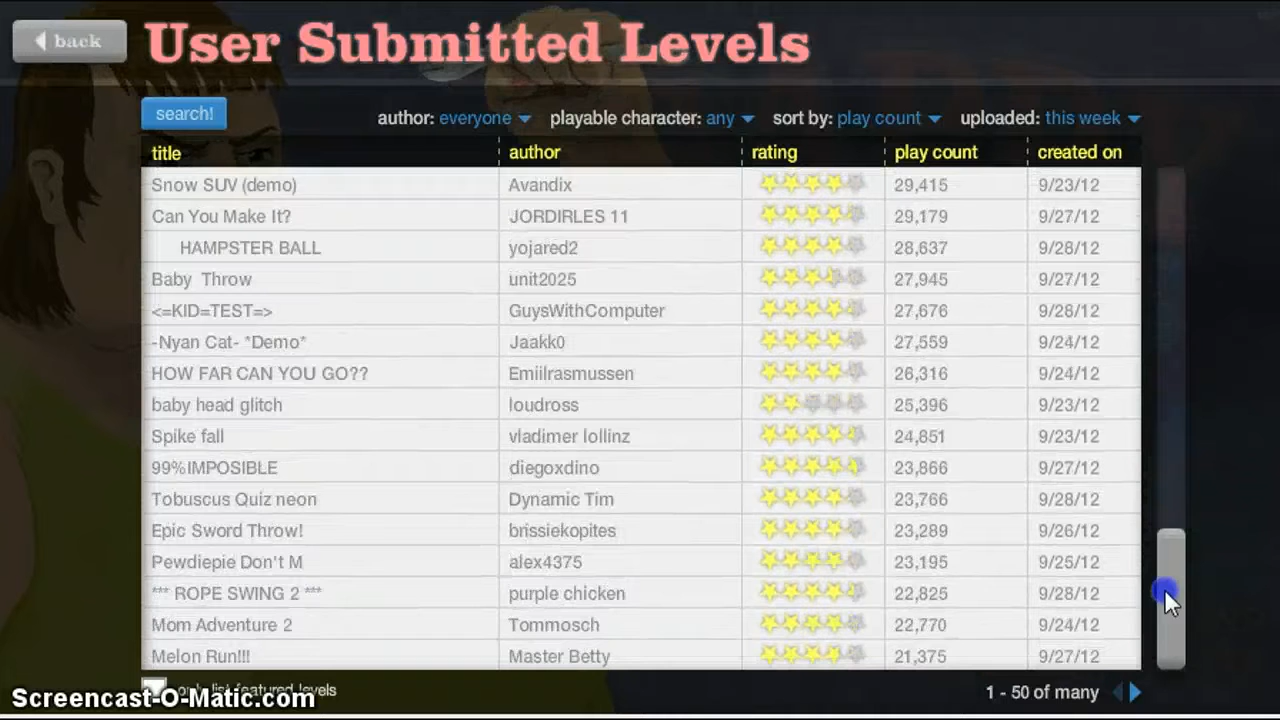 back
User Submitted Levels
search! author: everyone playable character: any sort by: play count uploaded: this week
title author rating play count created on
Snow SUV (demo) Avandix 29,415 9/23/12
Can You Make It? JORDIRLES 11 29,179 9/27/12
HAMPSTER BALL yojared2 28,637 9/28/12
Baby Throw unit2025 27,945 9/27/12
<=KID=TEST=> GuysWithComputer 27,676 9/28/12
-Nyan Cat- *Demo* Jaakk0 27,559 9/24/12
HOW FAR CAN YOU GO?? Emiilrasmussen 26,316 9/24/12
baby head glitch loudross 25,396 9/23/12
Spike fall vladimer lollinz 24,851 9/23/12
99%IMPOSIBLE diegoxdino 23,866 9/27/12
Tobuscus Quiz neon Dynamic Tim 23,766 9/28/12
Epic Sword Throw! brissiekopites 23,289 9/26/12
Pewdiepie Don't M alex4375 23,195 9/25/12
*** ROPE SWING 2 *** purple chicken 22,825 9/28/12
Mom Adventure 2 Tommosch 22,770 9/24/12
Melon Run!!! Master Betty 21,375 9/27/12
only list featured levels 1 - 50 of many
Screencast-O-Matic.com